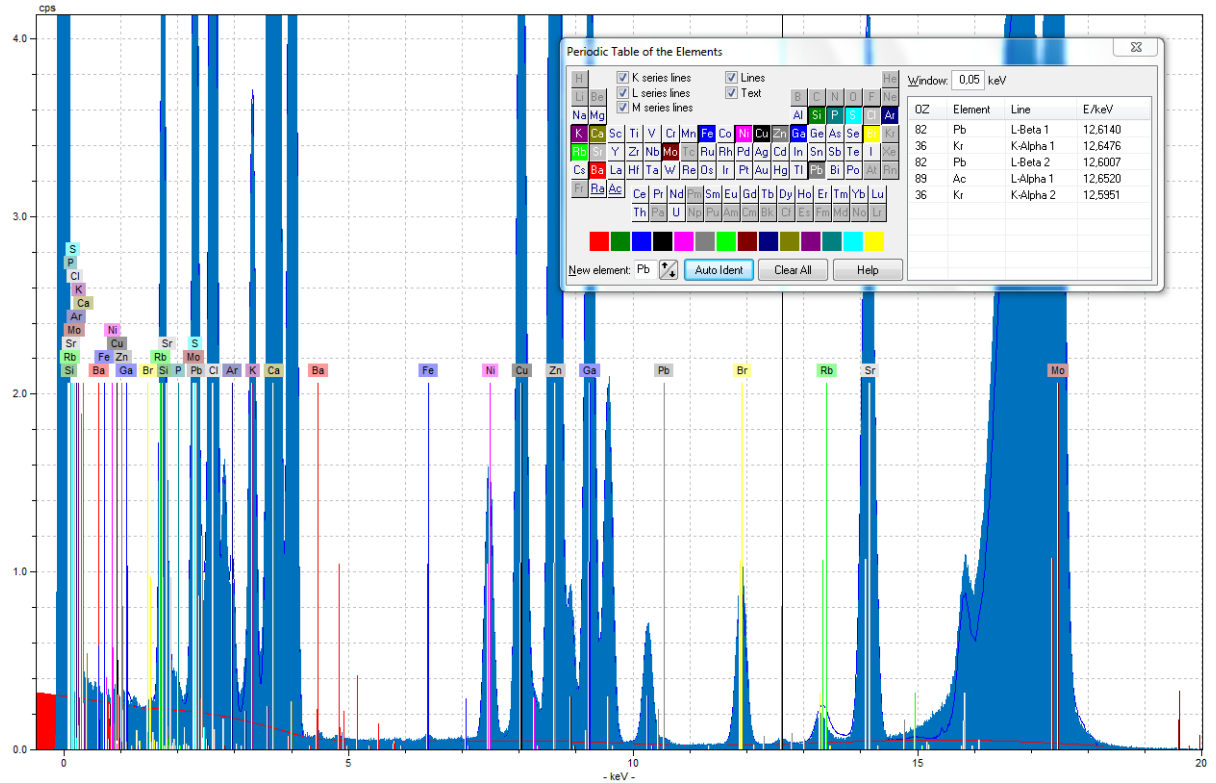 cps
4.0
3.0
2.0
1.0
0.0
0
5
10
15
20
- keV -
S
P
Cl
K
Ca
Ar
Mo Ni
Sr Cu Sr S
Rb Fe Zn Rb Mo
Si Ba Ga Br Si P Pb Cl Ar K Ca Ba Fe Ni Cu Zn Ga Pb Br Rb Sr Mo
Periodic Table of the Elements
K series lines Lines
L series lines Text
M series lines
H He
Li Be B C N O F Ne
Na Mg Al Si P S Cl Ar
K Ca Sc Ti V Cr Mn Fe Co Ni Cu Zn Ga Ge As Se Br Kr
Rb Sr Y Zr Nb Mo Tc Ru Rh Pd Ag Cd In Sn Sb Te I Xe
Cs Ba La Hf Ta W Re Os Ir Pt Au Hg Tl Pb Bi Po At Rn
Fr Ra Ac Ce Pr Nd Pm Sm Eu Gd Tb Dy Ho Er Tm Yb Lu
Th Pa U Np Pu Am Cm Bk Cf Es Fm Md No Lr
New element: Pb Auto Ident Clear All Help
Window: 0,05 keV
OZ Element Line E/keV
82 Pb L-Beta 1 12,6140
36 Kr K-Alpha 1 12,6476
82 Pb L-Beta 2 12,6007
89 Ac L-Alpha 1 12,6520
36 Kr K-Alpha 2 12,5951